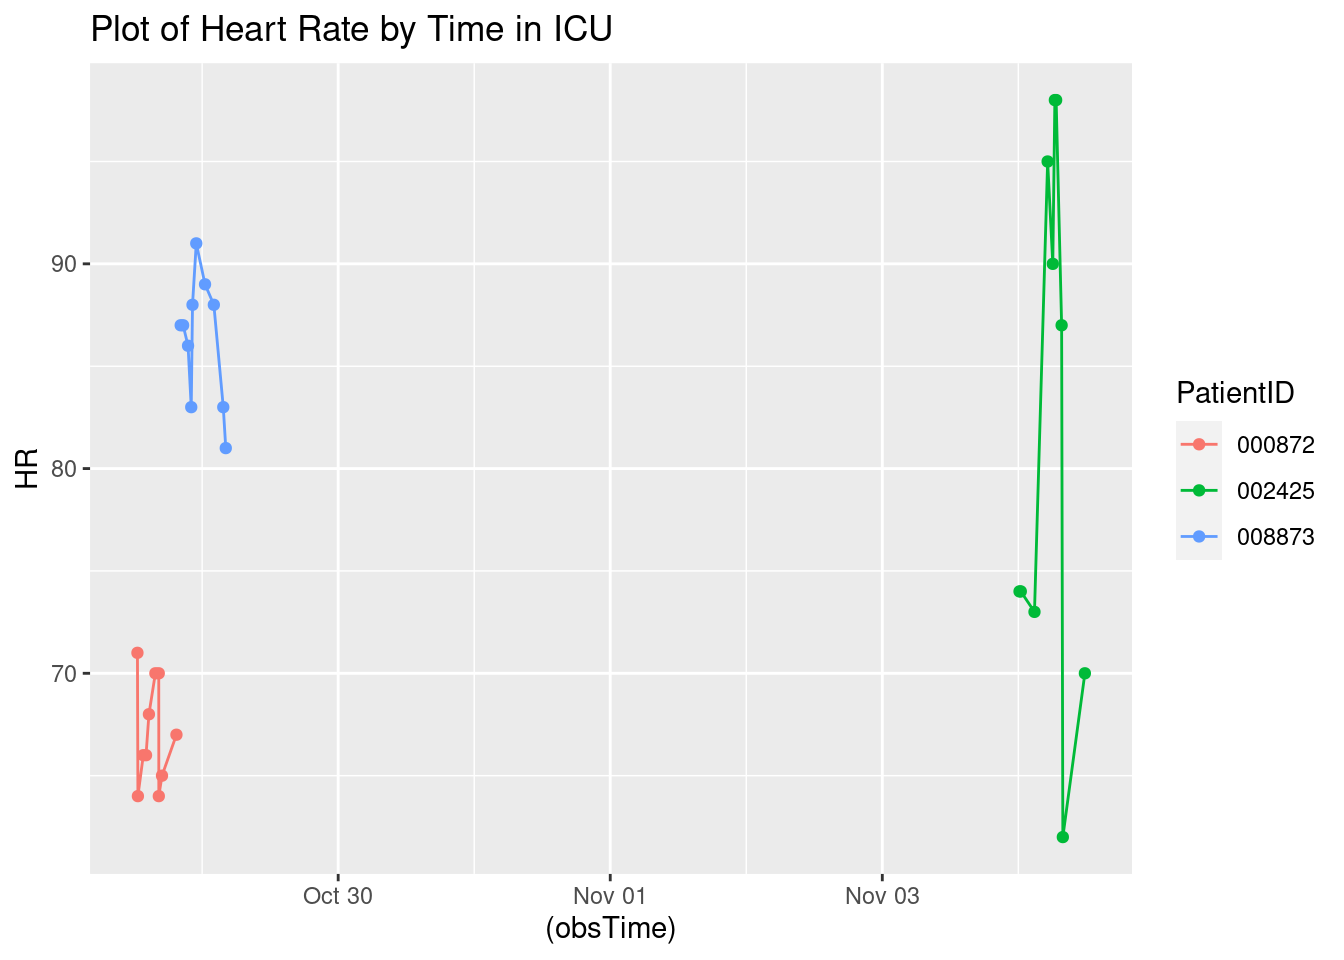 Plot of Heart Rate by Time in ICU
HR
90
80
70
Oct 30 Nov 01 Nov 03
(obsTime)
PatientID
000872
002425
008873